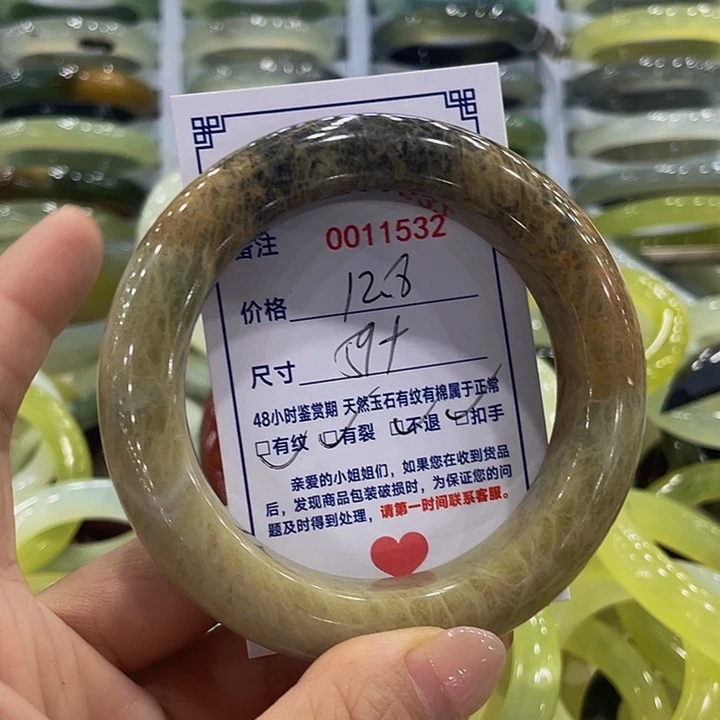 备注 0011532
价格 128
尺寸 59+
48小时鉴赏期 天然玉石有纹有棉属于正常
□有纹 □有裂 □不退 □扣手
亲爱的小姐姐们，如果您在收到货品
后，发现商品包装破损时，为保证您的问
题及时得到处理，请第一时间联系客服。